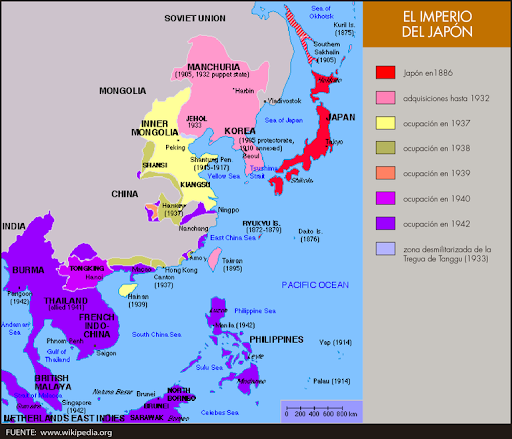 EL IMPERIO
DEL JAPÓN
Japón en1886
adquisiciones hasta 1932
ocupación en 1937
ocupación en 1938
ocupación en 1939
ocupación en 1940
ocupación en 1942
zona desmilitarizada de la
Tregua de Tanggu (1933)
SOVIET UNION
Sea of
Okhotsk
Kuril Is.
(1875)
Southern
Sakhalin
(1905)
MANCHURIA
(1905, 1932 puppet state)
Harbin
MONGOLIA
Vladivostok
JEHOL
1933
Sea of Japan
JAPAN
INNER
MONGOLIA
KOREA
(1905 protectorate,
1910 annexed)
Tokyo
Peking
Seoul
SHANSI
Shantung Pen.
(1915-1917)
Tsushima
Strait
Yellow Sea
Shikoku
KIANGSU
CHINA
Hankow
(1937)
Ningpo
RYUKYU IS.
(1872-1879)
Nanchang
Daito Is.
(1876)
INDIA
East China Sea
Amoy
BURMA
TONGKING
Hanoi
Macao
Hong Kong
Canton
(1937)
Taiwan
(1895)
PACIFIC OCEAN
Rangoon
(1942)
Hainan
(1939)
THAILAND
(allied 1941)
Luzon
Philippine Sea
Andaman
Sea
FRENCH
INDO-
CHINA
Manila (1942)
South China Sea
PHILIPPINES
Yap (1914)
Phnom Penh
Leyte
Gulf of
Thailand
Saigon
Sulu Sea
Mindanao
Palau (1914)
BRITISH
MALAYA
Natuna Besar
Brunei
NORTH
BORNEO
Singapore
(1942)
BRUNEI
Celebes Sea
0 200 400 600 800 km
NETHERLANDS EAST INDIES
SARAWAK
FUENTE: www.wikipedia.org